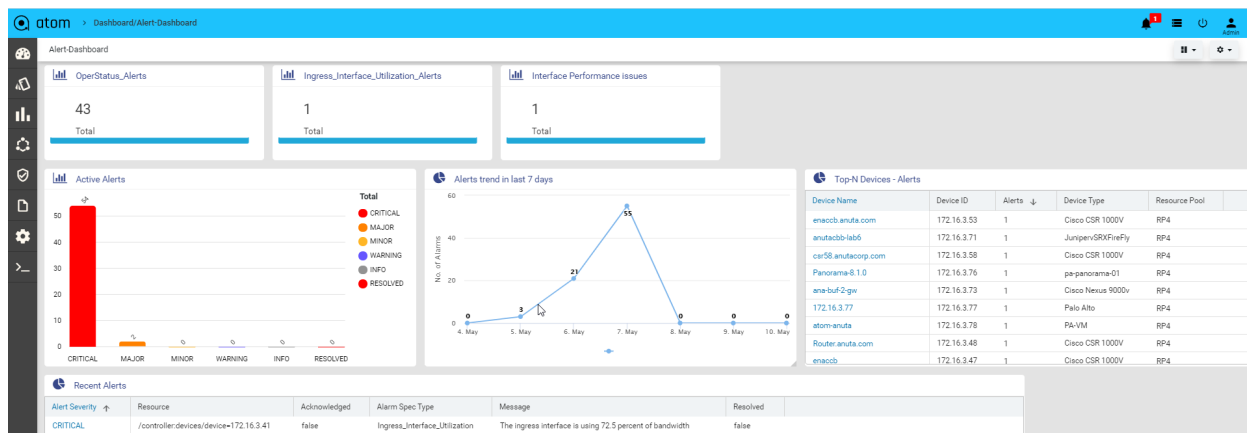 atom > Dashboard/Alert-Dashboard 1 Admin
Alert-Dashboard
OperStatus_Alerts
43
Total
Ingress_Interface_Utilization_Alerts
1
Total
Interface Performance issues
1
Total
Active Alerts
54 2 0 0 0 0
50
40
30
20
10
0
CRITICAL MAJOR MINOR WARNING INFO RESOLVED
Total
CRITICAL
MAJOR
MINOR
WARNING
INFO
RESOLVED
Alerts trend in last 7 days
No. of Alarms
60
40
20
0
0 3 21 55 0 0 0
4. May 5. May 6. May 7. May 8. May 9. May 10. May
Top-N Devices - Alerts
Device Name Device ID Alerts ↓ Device Type Resource Pool
enaccb.anuta.com 172.16.3.53 1 Cisco CSR 1000V RP4
anutacbb-lab6 172.16.3.71 1 JunipervSRXFireFly RP4
csr58.anutacorp.com 172.16.3.58 1 Cisco CSR 1000V RP4
Panorama-8.1.0 172.16.3.76 1 pa-panorama-01 RP4
ana-buf-2-gw 172.16.3.73 1 Cisco Nexus 9000v RP4
172.16.3.77 172.16.3.77 1 Palo Alto RP4
atom-anuta 172.16.3.78 1 PA-VM RP4
Router.anuta.com 172.16.3.48 1 Cisco CSR 1000V RP4
enaccb 172.16.3.47 1 Cisco CSR 1000V RP4
Recent Alerts
Alert Severity ↑ Resource Acknowledged Alarm Spec Type Message Resolved
CRITICAL /controller:devices/device=172.16.3.41 false Ingress_Interface_Utilization The ingress interface is using 72.5 percent of bandwidth false